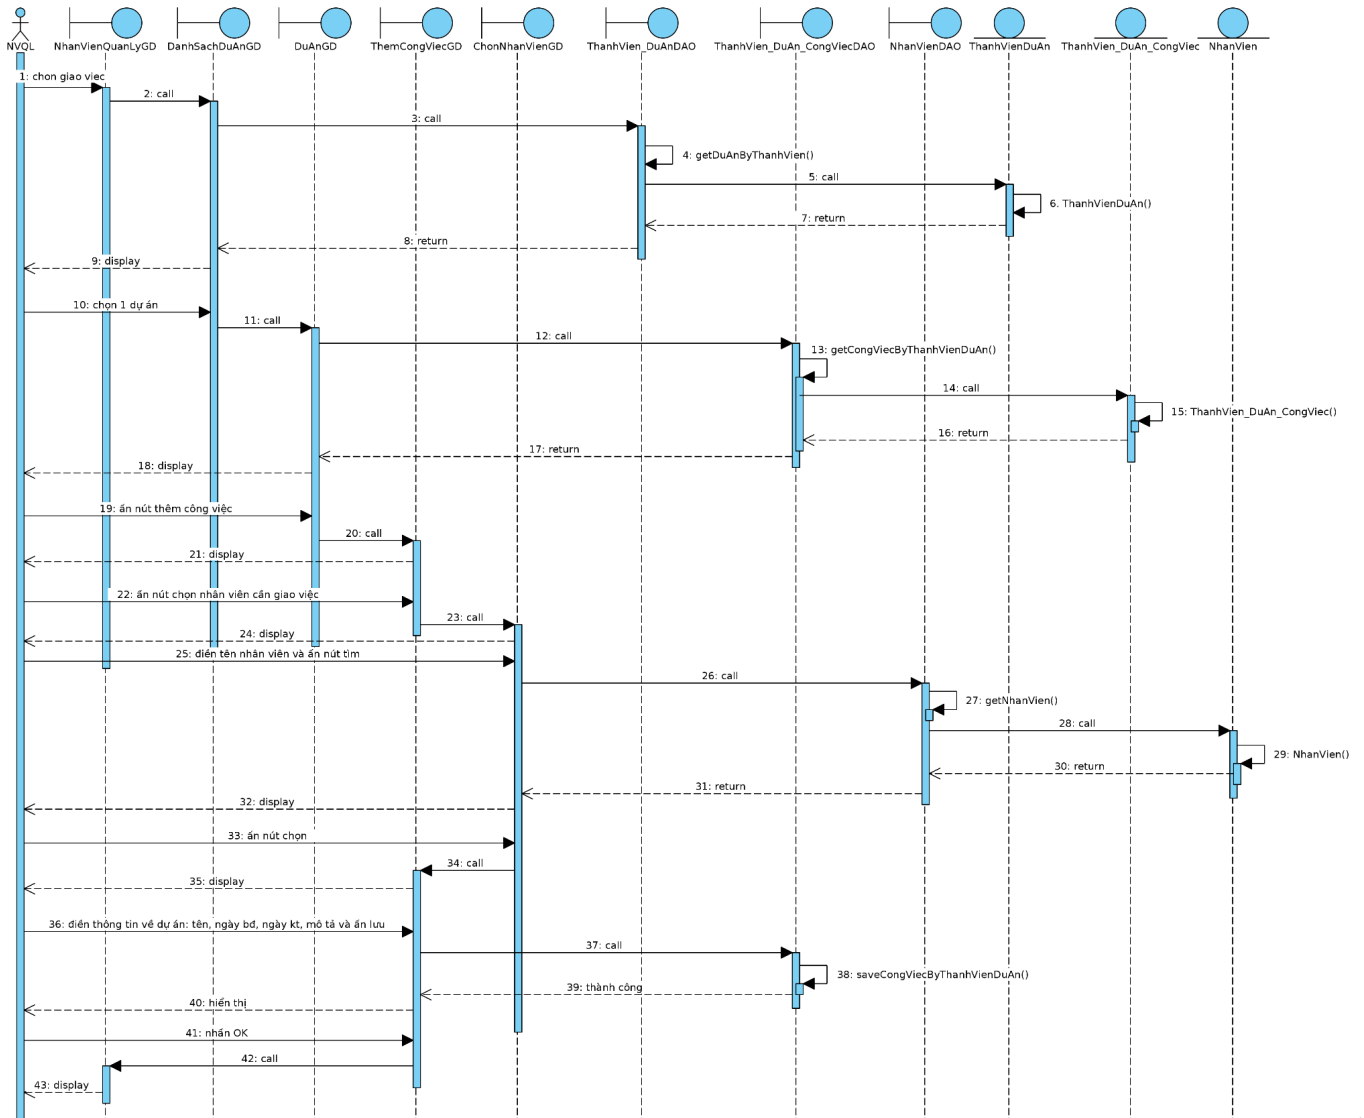 NVQL
NhanVienQuanLyGD
DanhSachDuAnGD
DuAnGD
ThemCongViecGD
ChonNhanVienGD
ThanhVien_DuAnDAO
ThanhVien_DuAn_CongViecDAO
NhanVienDAO
ThanhVienDuAn
ThanhVien_DuAn_CongViec
NhanVien
1: chon giao viec
2: call
3: call
4: getDuAnByThanhVien()
5: call
6. ThanhVienDuAn()
7: return
8: return
9: display
10: chọn 1 dự án
11: call
12: call
13: getCongViecByThanhVienDuAn()
14: call
15: ThanhVien_DuAn_CongViec()
16: return
17: return
18: display
19: ấn nút thêm công việc
20: call
21: display
22: ấn nút chọn nhân viên cần giao việc
23: call
24: display
25: điền tên nhân viên và ấn nút tìm
26: call
27: getNhanVien()
28: call
29: NhanVien()
30: return
31: return
32: display
33: ấn nút chọn
34: call
35: display
36: điền thông tin về dự án: tên, ngày bđ, ngày kt, mô tả và ấn lưu
37: call
38: saveCongViecByThanhVienDuAn()
39: thành công
40: hiển thị
41: nhấn OK
42: call
43: display